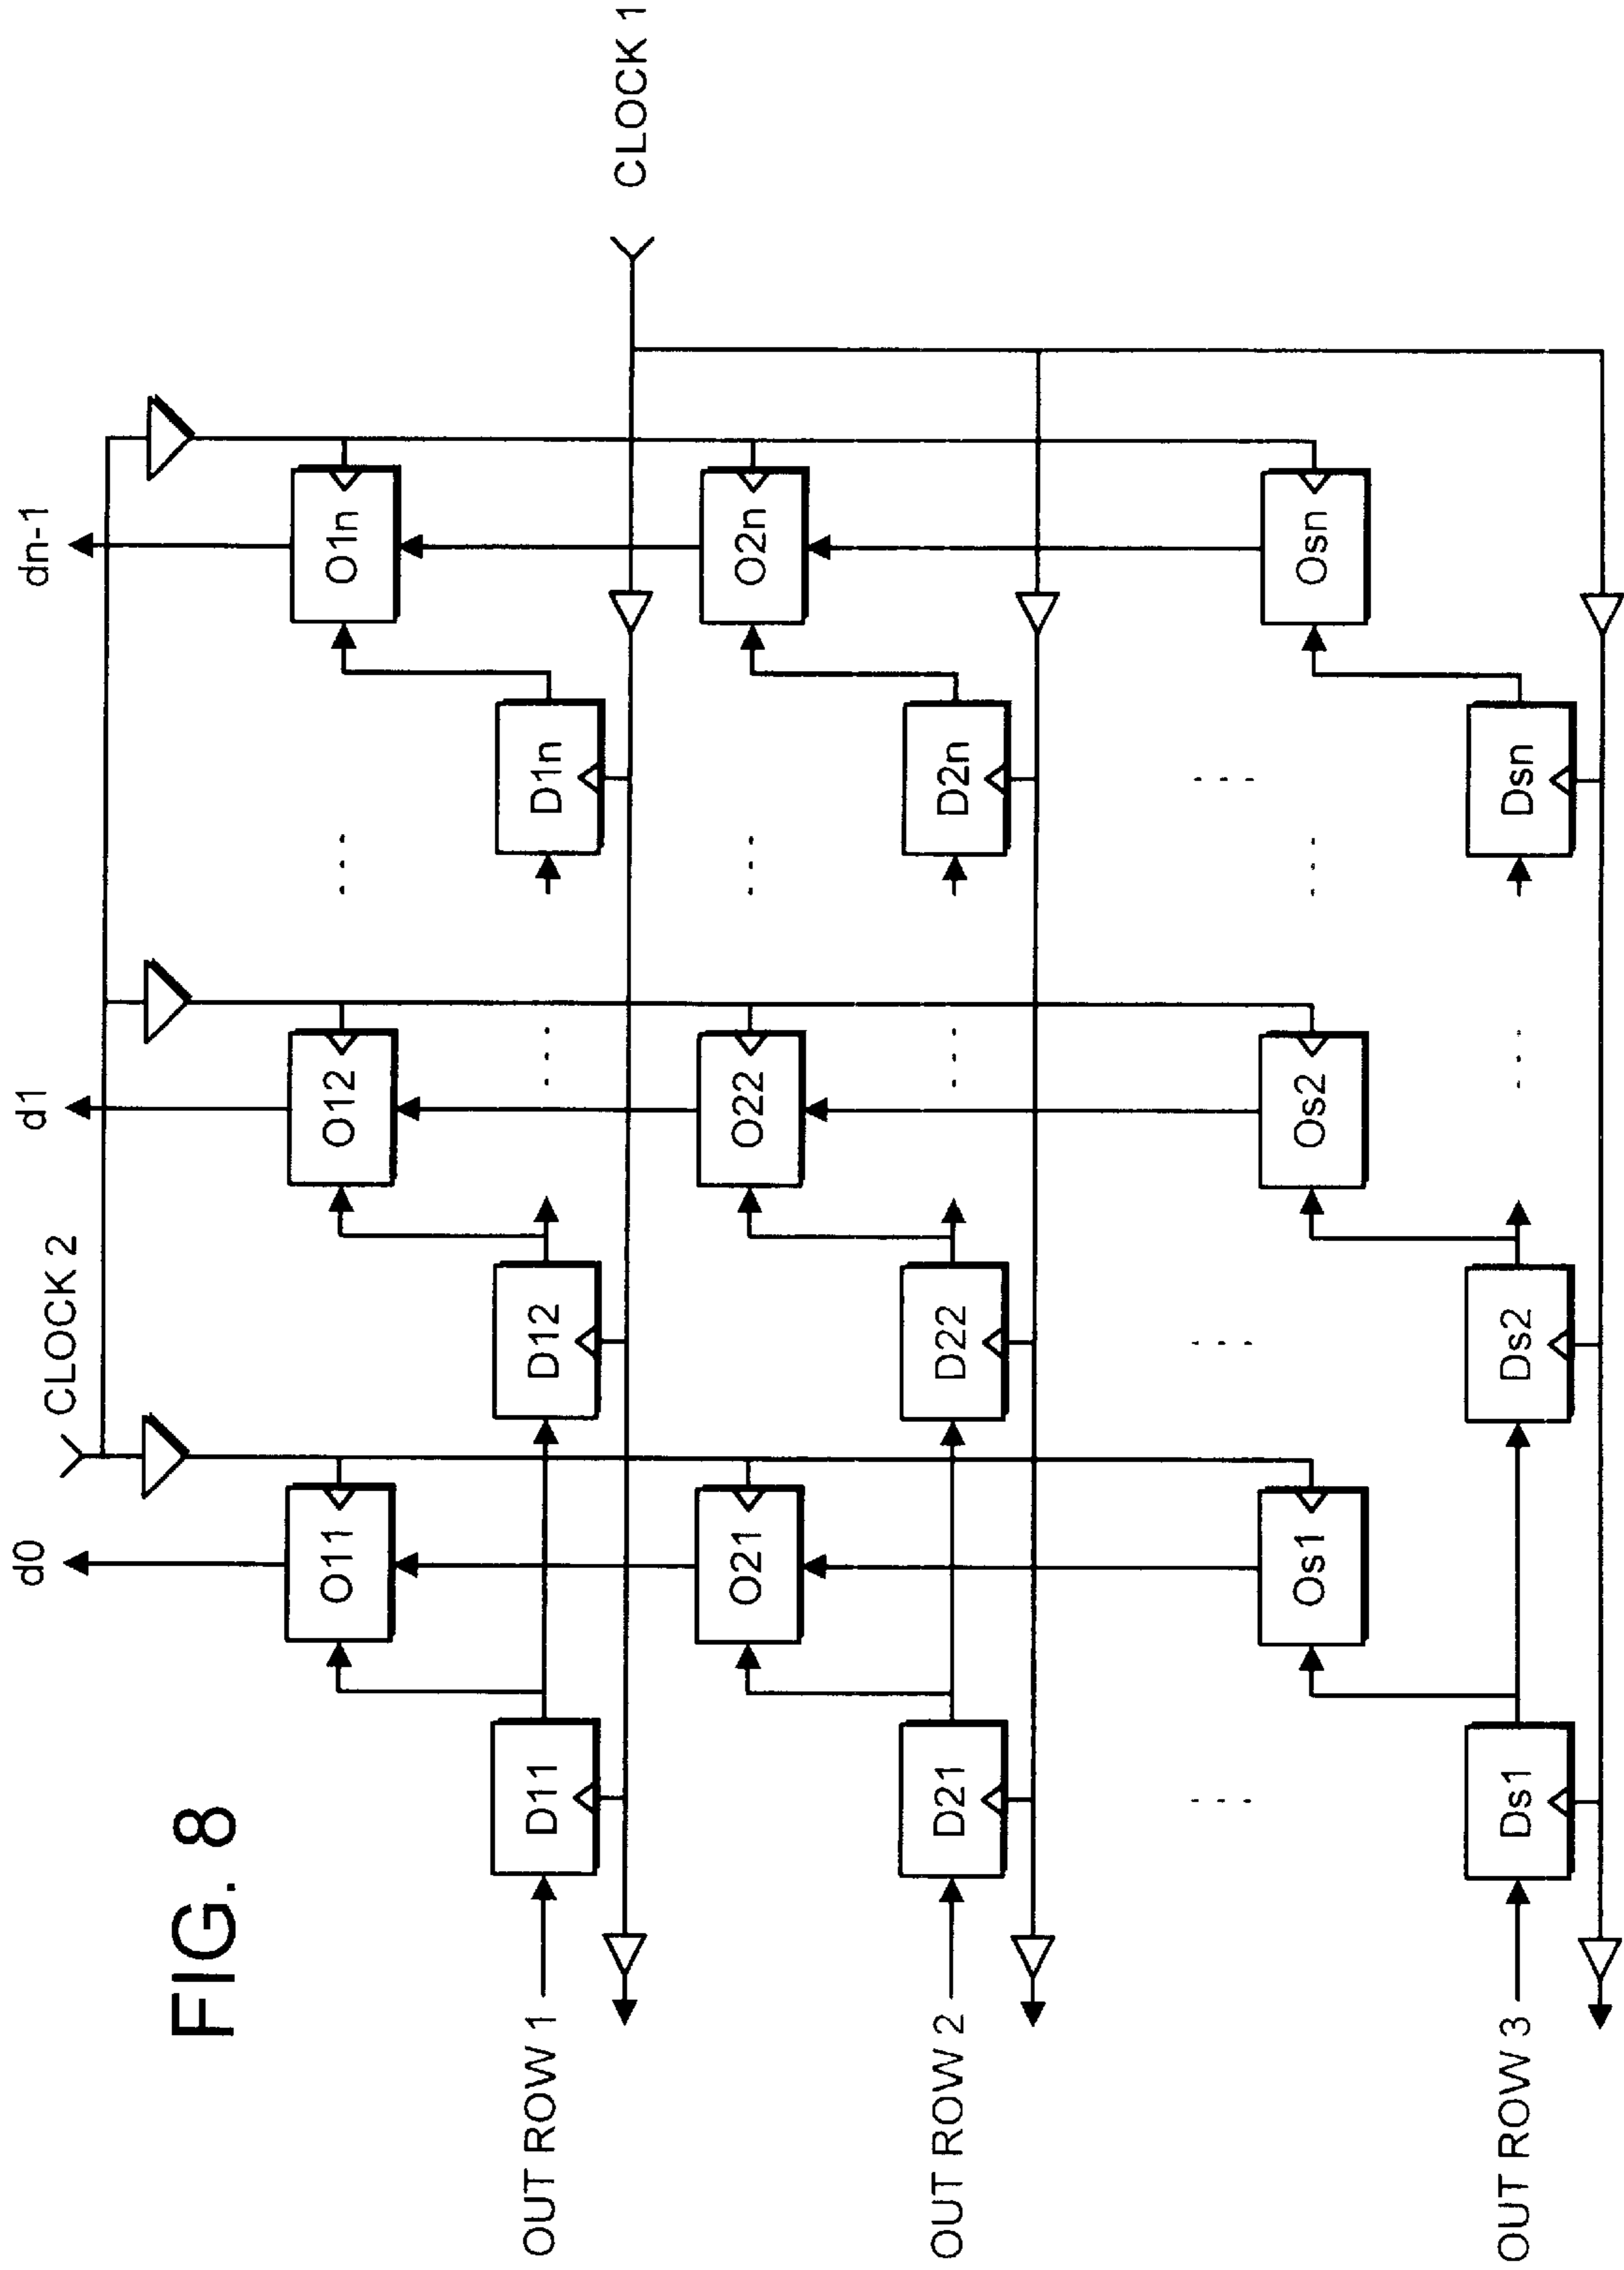 FIG. 8
d0
CLOCK 2
d1
dn-1
O11
O12
O1n
D11
D12
D1n
OUT ROW 1
CLOCK 1
O21
O22
O2n
D21
D22
D2n
OUT ROW 2
Os1
Os2
Osn
Ds1
Ds2
Dsn
OUT ROW 3